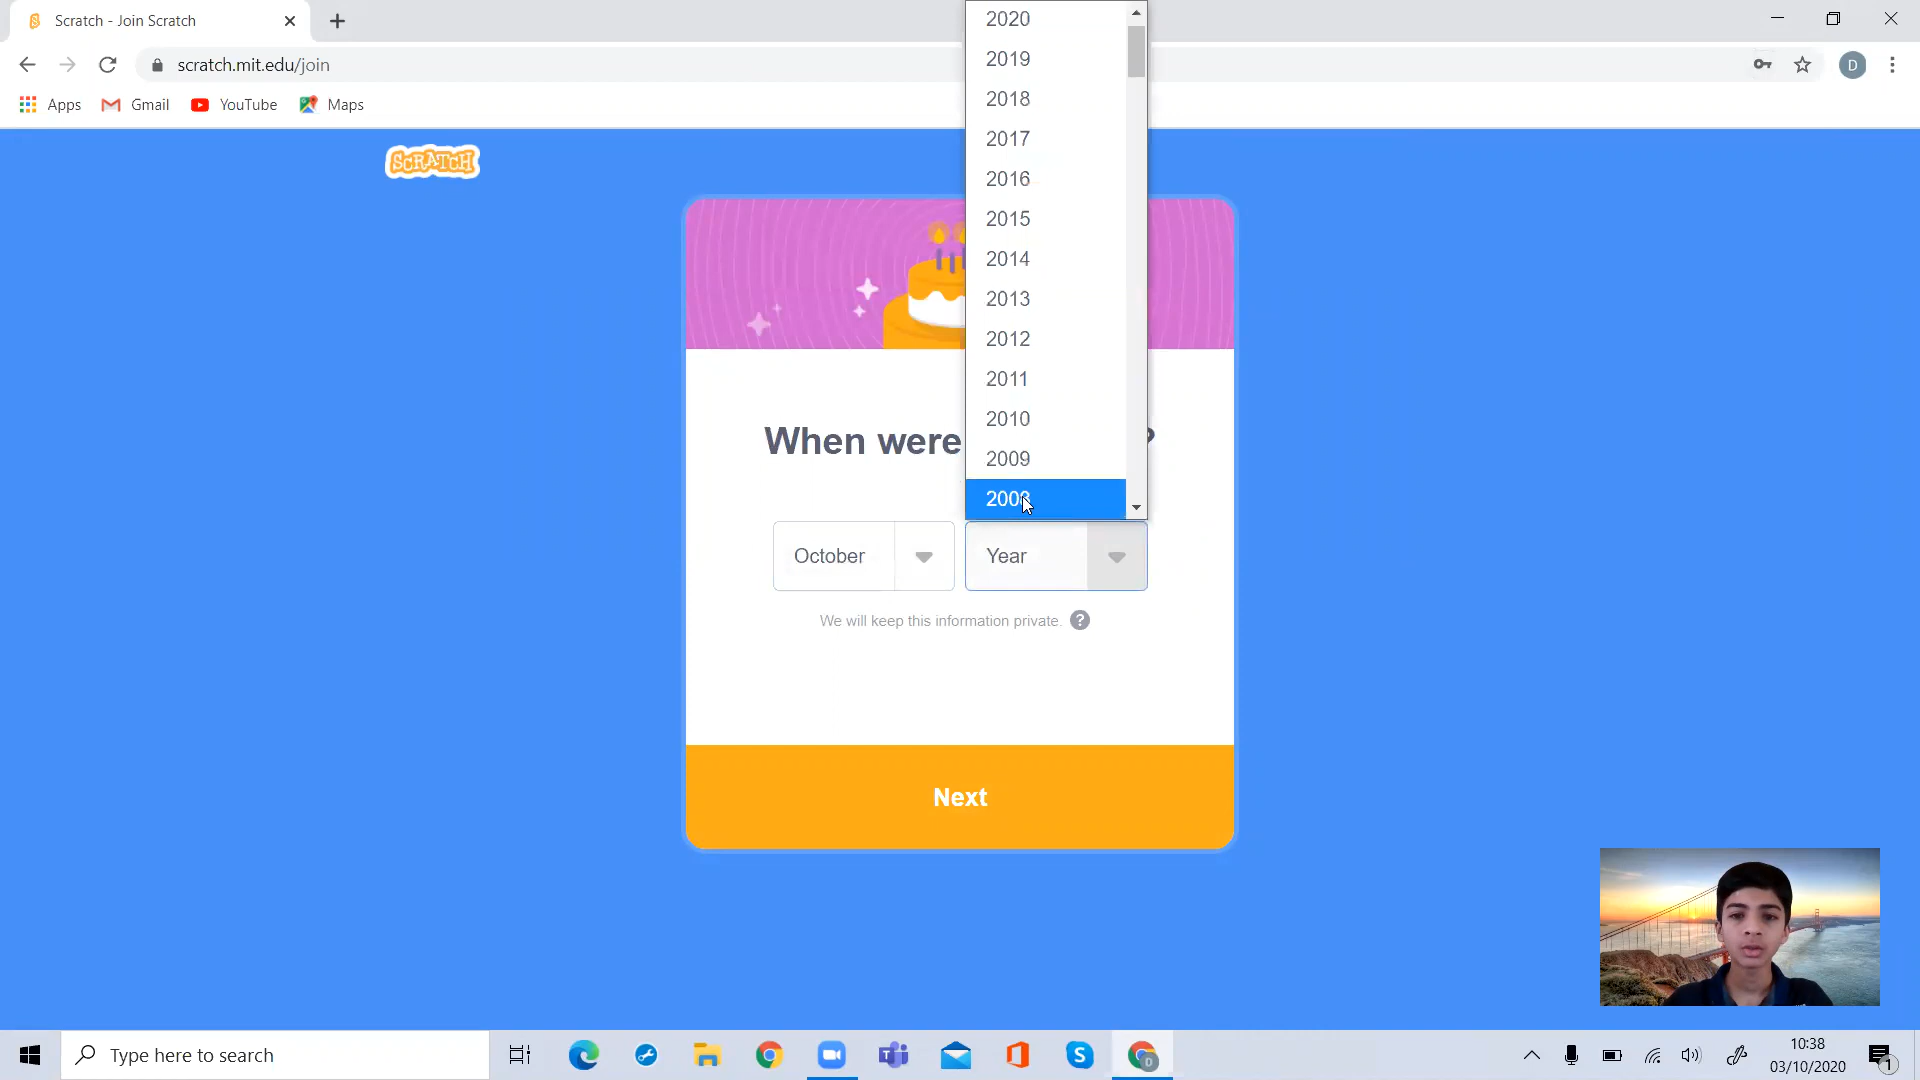 Scratch - Join Scratch
scratch.mit.edu/join
D
Apps
Gmail
YouTube
Maps
SCRATCH
2020
2019
2018
2017
2016
2015
2014
2013
2012
2011
2010
2009
2008
When were ?
October
Year
We will keep this information private. ?
Next
Type here to search
10:38
03/10/2020
1